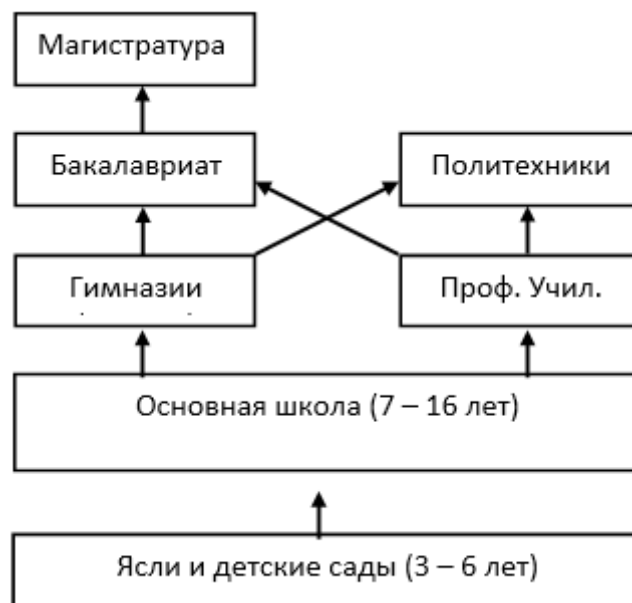 Магистратура
Бакалавриат
Политехники
Гимназии
Проф. Учил.
Основная школа (7 – 16 лет)
Ясли и детские сады (3 – 6 лет)